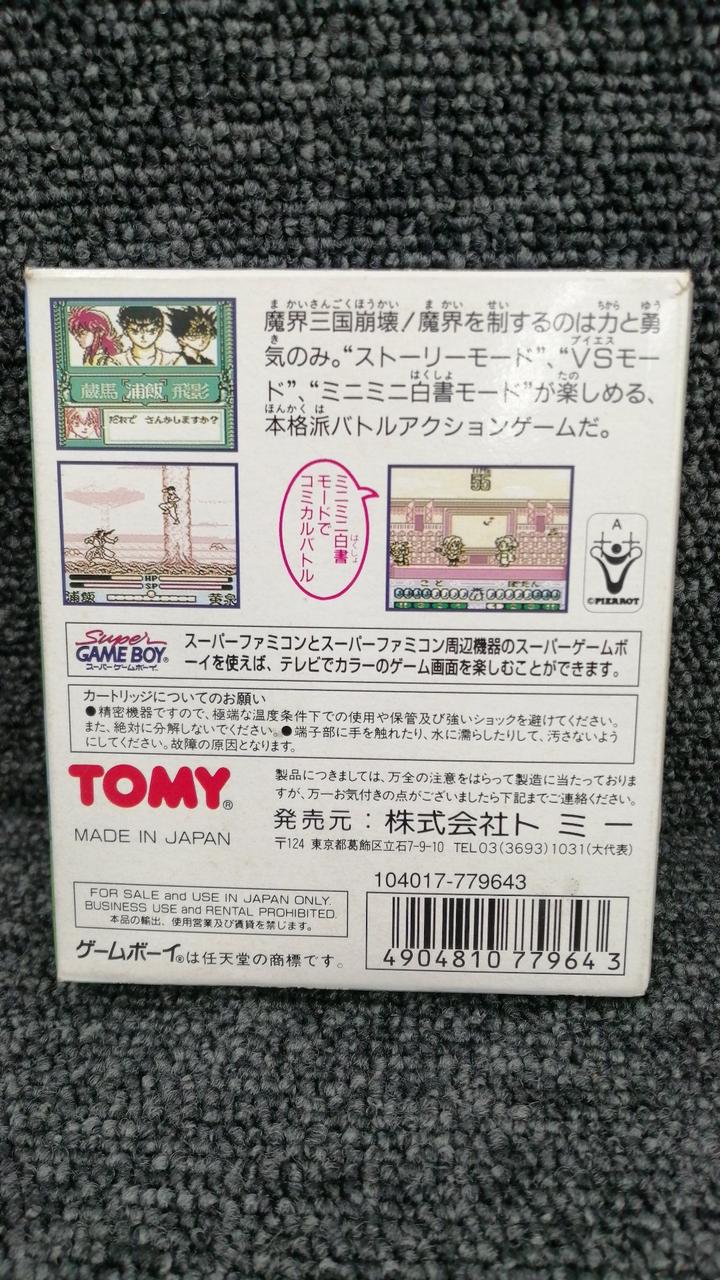 魔界三国崩壊！魔界を制するのは力と勇
気のみ。“ストーリーモード”、“VSモー
ド”、“ミニミニ白書モード”が楽しめる、
本格派バトルアクションゲームだ。
蔵馬 浦飯 飛影
だれで さんかしますか？
HP
SP
浦飯 黄泉
ミニミニ白書
モードで
コミカルバトル
TIME
こと ぼたん
A
©PIERROT
Super
GAME BOY®
スーパーゲームボーイ
スーパーファミコンとスーパーファミコン周辺機器のスーパーゲームボ
ーイを使えば、テレビでカラーのゲーム画面を楽しむことができます。
カートリッジについてのお願い
●精密機器ですので、極端な温度条件下での使用や保管及び強いショックを避けてください。
また、絶対に分解しないでください。●端子部に手を触れたり、水に濡らしたりして、汚さないよう
にしてください。故障の原因となります。
TOMY®
MADE IN JAPAN
製品につきましては、万全の注意をはらって製造に当たっておりま
すが、万一お気付きの点がございましたら下記までご連絡ください。
発売元：株式会社トミー
〒124 東京都葛飾区立石7-9-10 TEL03(3693)1031(大代表)
FOR SALE and USE IN JAPAN ONLY.
BUSINESS USE and RENTAL PROHIBITED.
本品の輸出、使用営業及び賃貸を禁じます。
ゲームボーイ®は任天堂の商標です。
104017-779643
4904810 779643